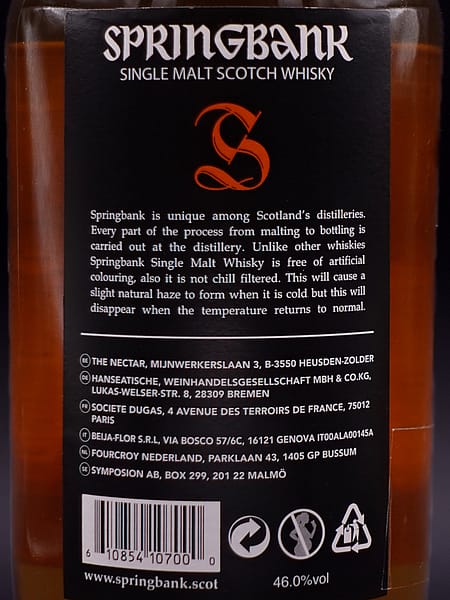 SPRINGBANK
SINGLE MALT SCOTCH WHISKY
S
Springbank is unique among Scotland's distilleries.
Every part of the process from malting to bottling is
carried out at the distillery. Unlike other whiskies
Springbank Single Malt Whisky is free of artificial
colouring, also it is not chill filtered. This will cause a
slight natural haze to form when it is cold but this will
disappear when the temperature returns to normal.
BE THE NECTAR, MIJNWERKERSLAAN 3, B-3550 HEUSDEN-ZOLDER
DE HANSEATISCHE, WEINHANDELSGESELLSCHAFT MBH & CO.KG,
LUKAS-WELSER-STR. 8, 28309 BREMEN
FR SOCIETE DUGAS, 4 AVENUE DES TERROIRS DE FRANCE, 75012
PARIS
IT BEIJA-FLOR S.R.L, VIA BOSCO 57/6C, 16121 GENOVA IT00ALA00145A
NL FOURCROY NEDERLAND, PARKLAAN 43, 1405 GP BUSSUM
SE SYMPOSION AB, BOX 299, 201 22 MALMÖ
6 10854 10700 0
www.springbank.scot
46.0%vol